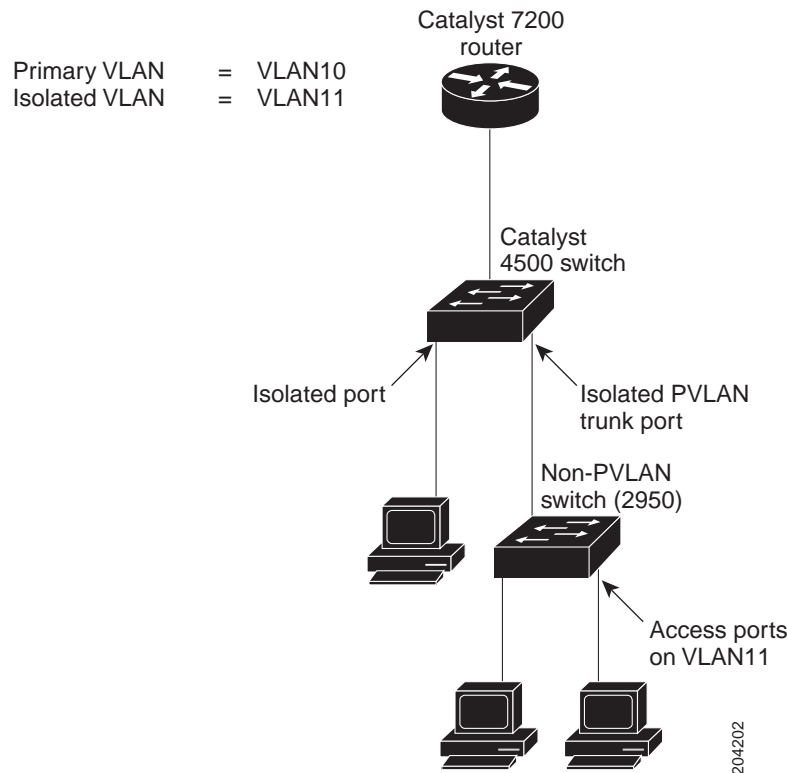 Catalyst 7200
router
Primary VLAN = VLAN10
Isolated VLAN = VLAN11
Catalyst
4500 switch
Isolated port
Isolated PVLAN
trunk port
Non-PVLAN
switch (2950)
Access ports
on VLAN11
204202